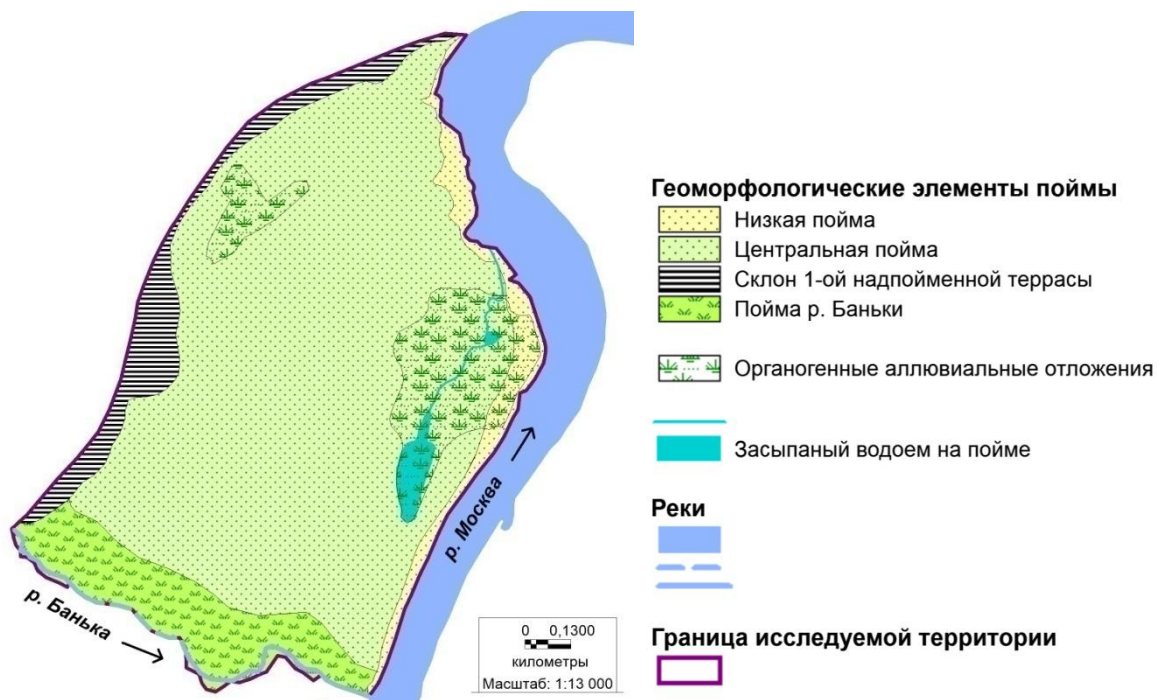 р. Москва
р. Банька
0 0,1300
километры
Масштаб: 1:13 000
Геоморфологические элементы поймы
Низкая пойма
Центральная пойма
Склон 1-ой надпойменной террасы
Пойма р. Баньки
Органогенные аллювиальные отложения
Засыпаный водоем на пойме
Реки
Граница исследуемой территории